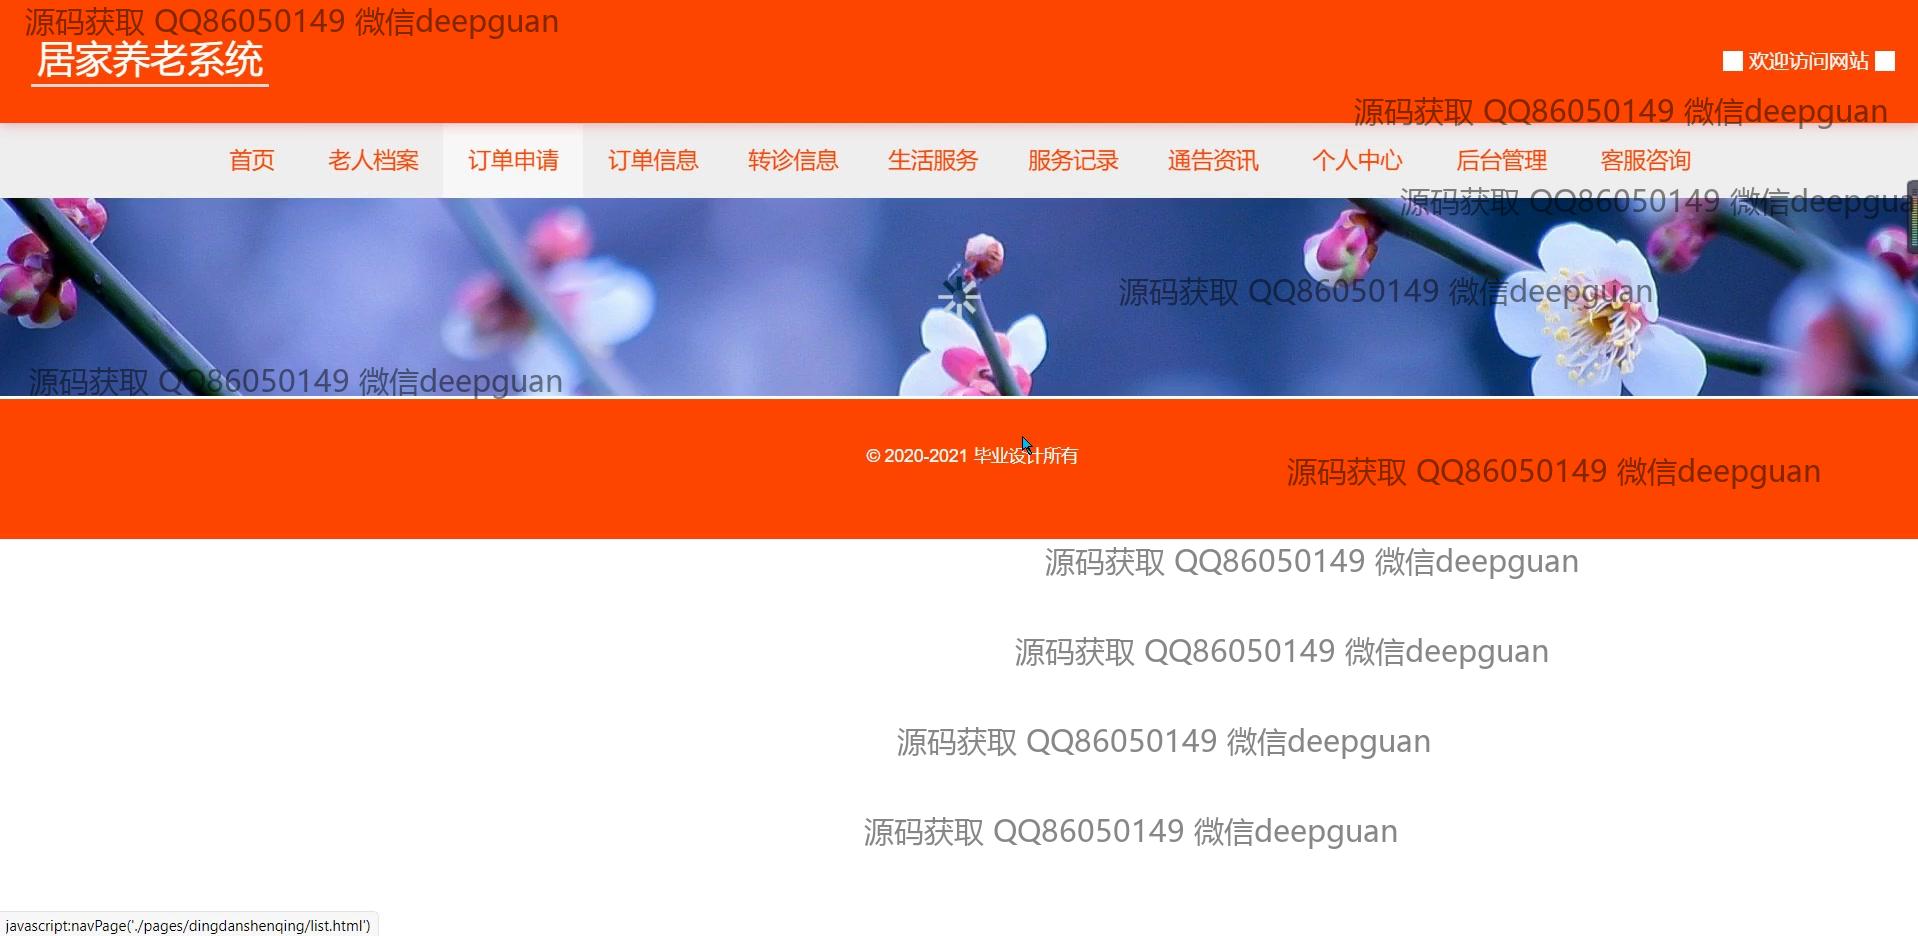 源码获取 QQ86050149 微信deepguan
居家养老系统
欢迎访问网站
源码获取 QQ86050149 微信deepguan
首页 老人档案 订单申请 订单信息 转诊信息 生活服务 服务记录 通告资讯 个人中心 后台管理 客服咨询
源码获取 QQ86050149 微信deepgua
源码获取 QQ86050149 微信deepguan
源码获取 QQ86050149 微信deepguan
© 2020-2021 毕业设计所有
源码获取 QQ86050149 微信deepguan
源码获取 QQ86050149 微信deepguan
源码获取 QQ86050149 微信deepguan
源码获取 QQ86050149 微信deepguan
源码获取 QQ86050149 微信deepguan
javascript:navPage('./pages/dingdanshenqing/list.html')